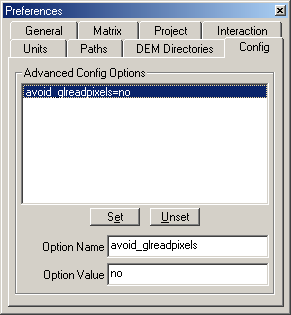 Preferences
General Matrix Project Interaction
Units Paths DEM Directories Config
Advanced Config Options
avoid_glreadpixels=no
Set Unset
Option Name avoid_glreadpixels
Option Value no